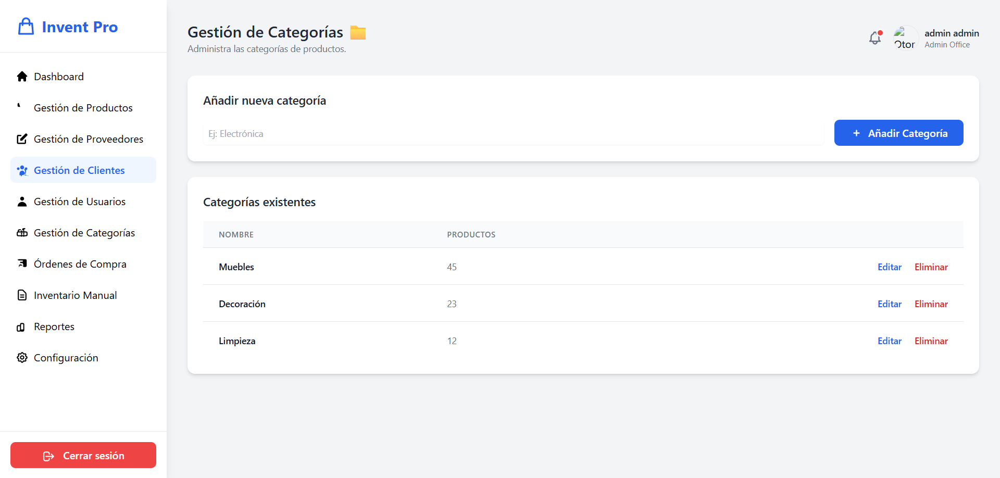 Invent Pro
Dashboard
Gestión de Productos
Gestión de Proveedores
Gestión de Clientes
Gestión de Usuarios
Gestión de Categorías
Órdenes de Compra
Inventario Manual
Reportes
Configuración
Cerrar sesión
Gestión de Categorías
Administra las categorías de productos.
admin admin
Admin Office
Añadir nueva categoría
Ej: Electrónica
+ Añadir Categoría
Categorías existentes
NOMBRE PRODUCTOS
Muebles 45 Editar Eliminar
Decoración 23 Editar Eliminar
Limpieza 12 Editar Eliminar